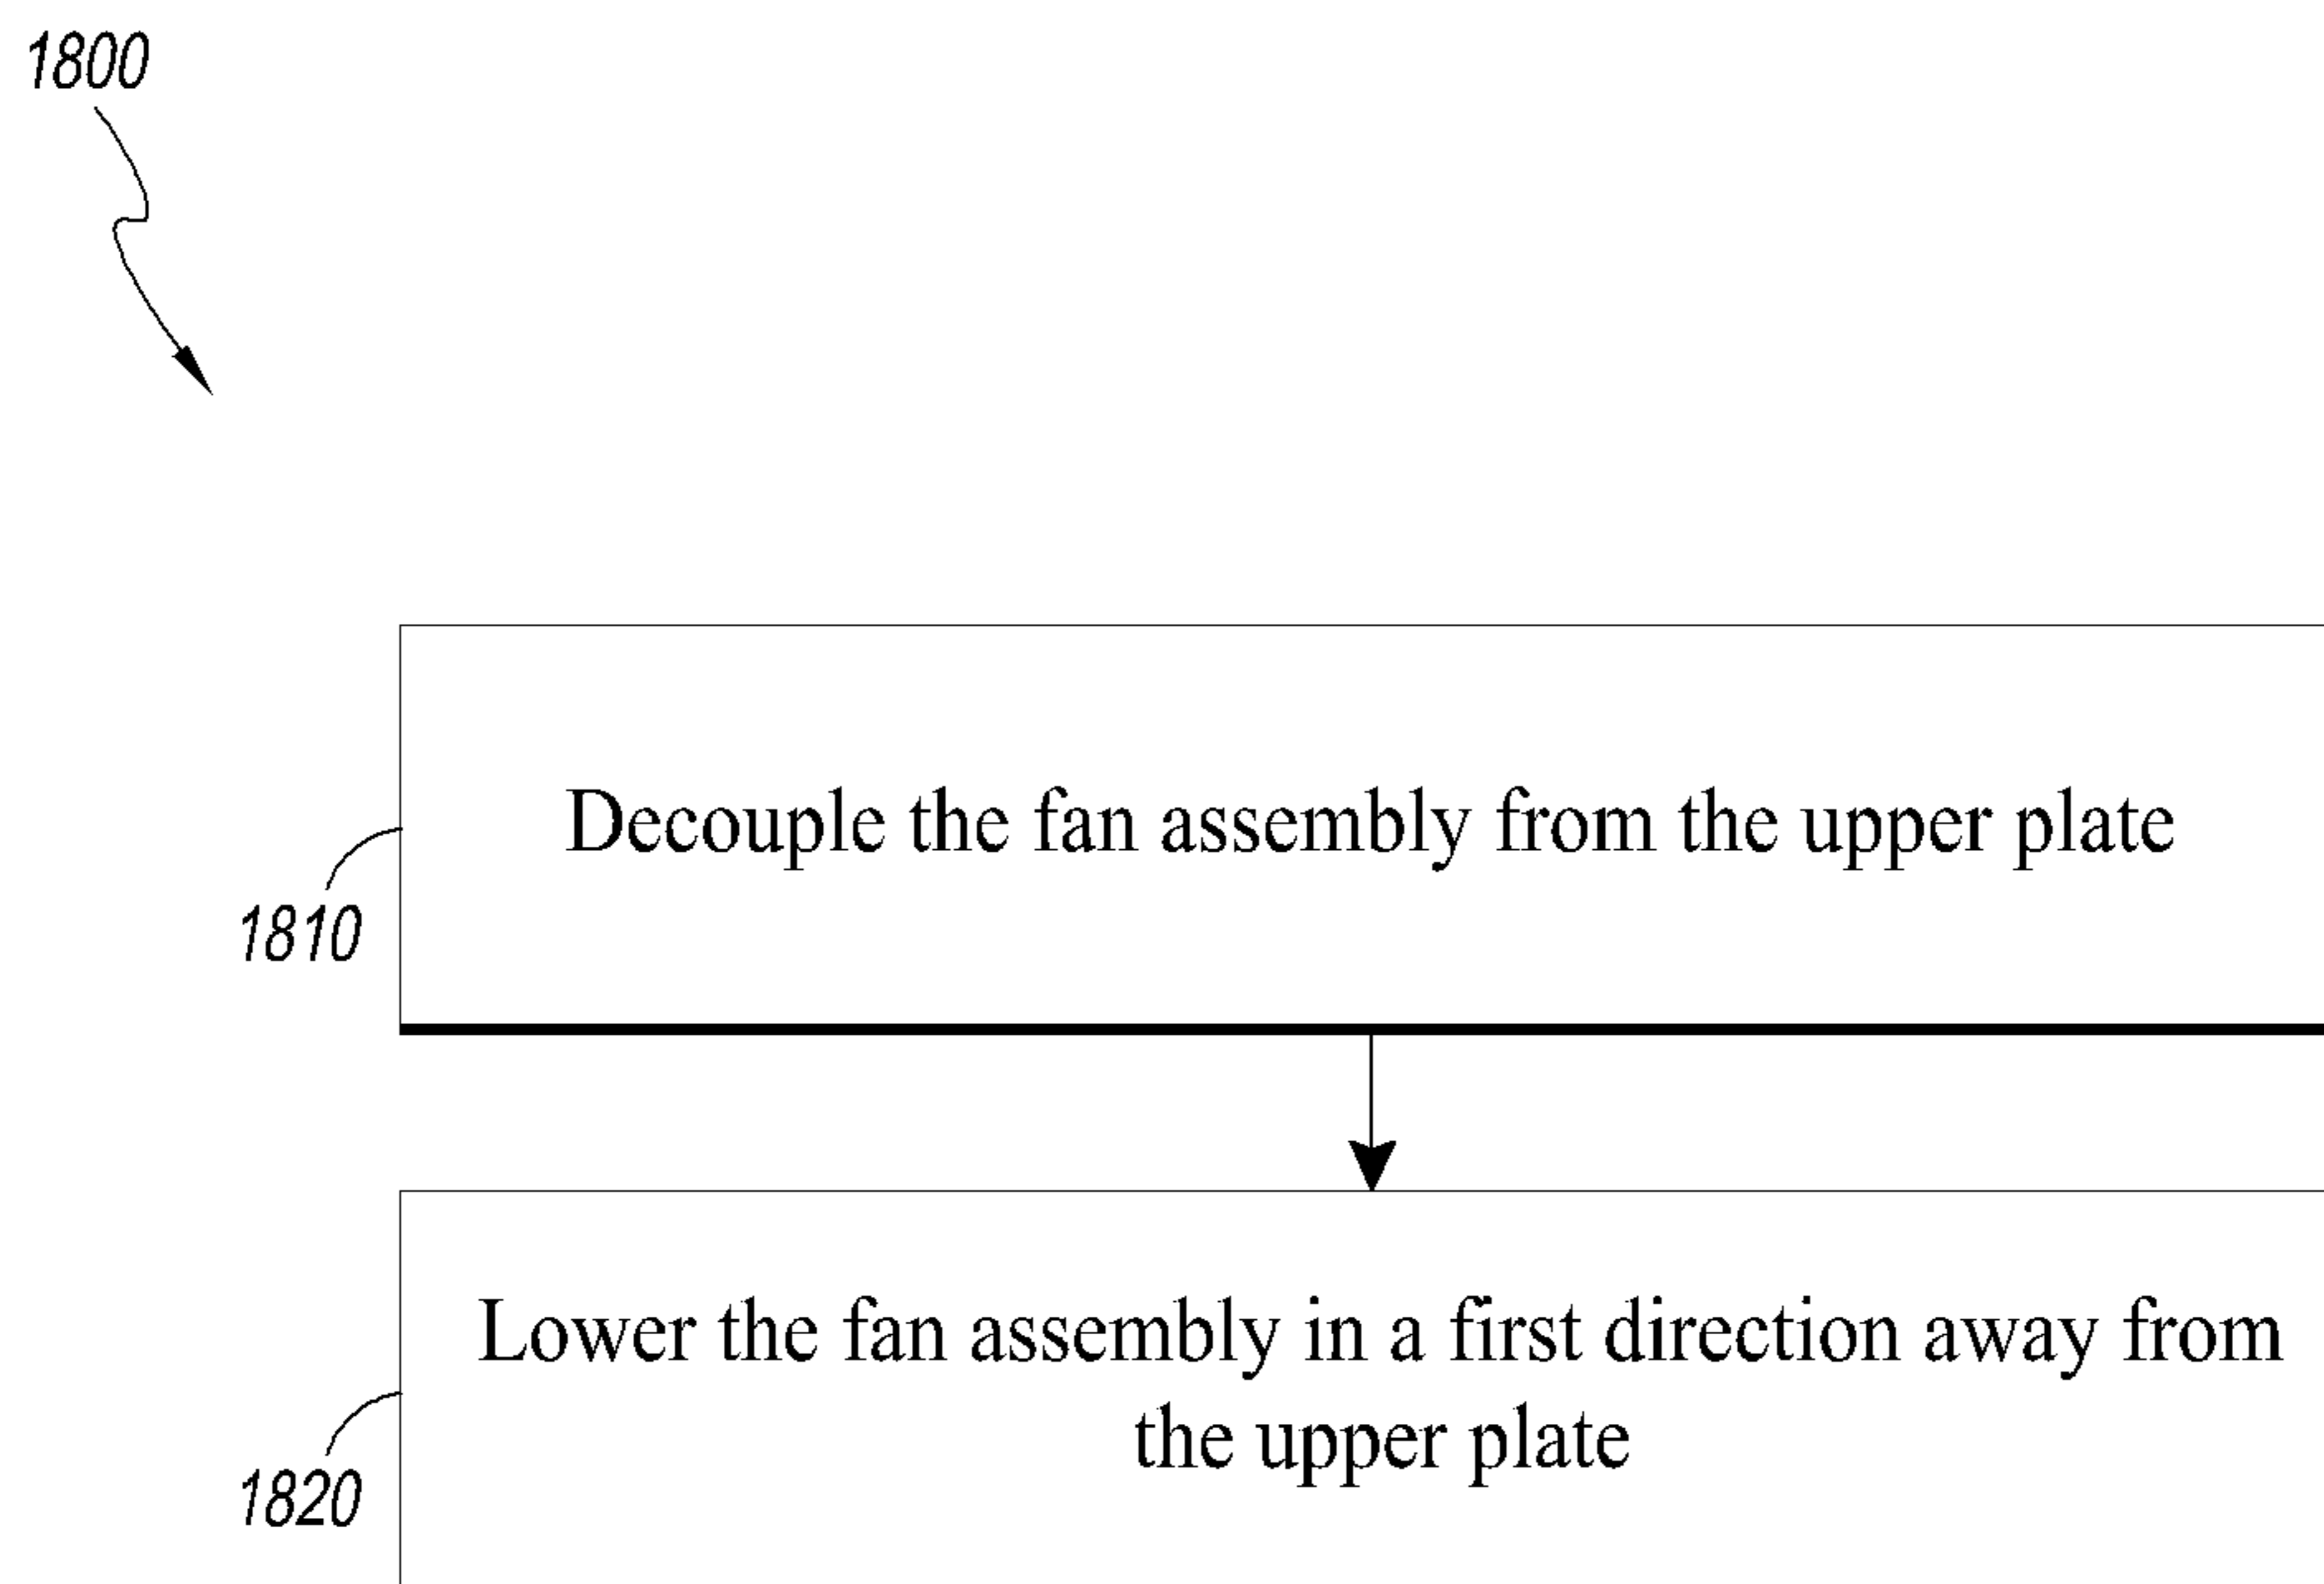 1800
Decouple the fan assembly from the upper plate
1810
Lower the fan assembly in a first direction away from
the upper plate
1820